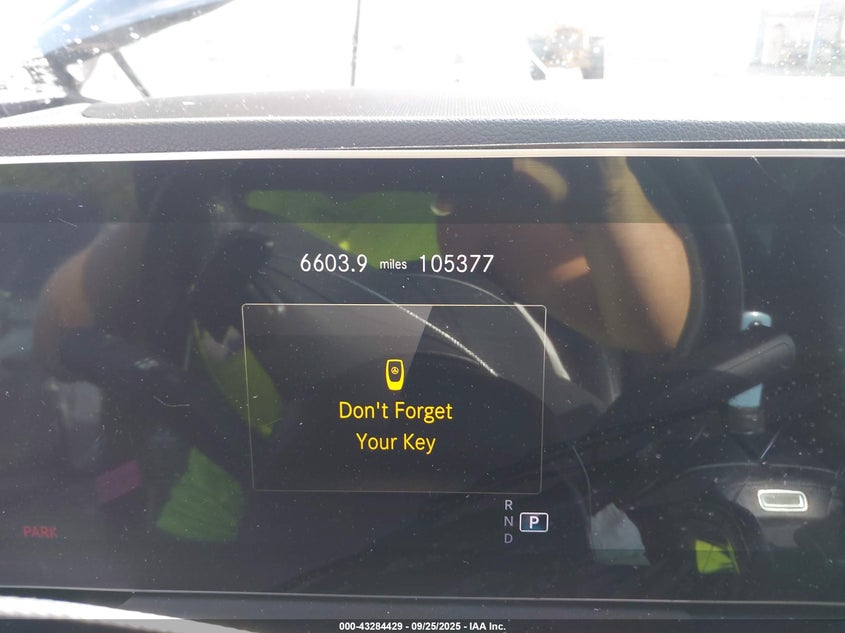 6603.9 miles 105377
Don't Forget
Your Key
R
N P
D
PARK
000-43284429 - 09/25/2025 - IAA Inc.